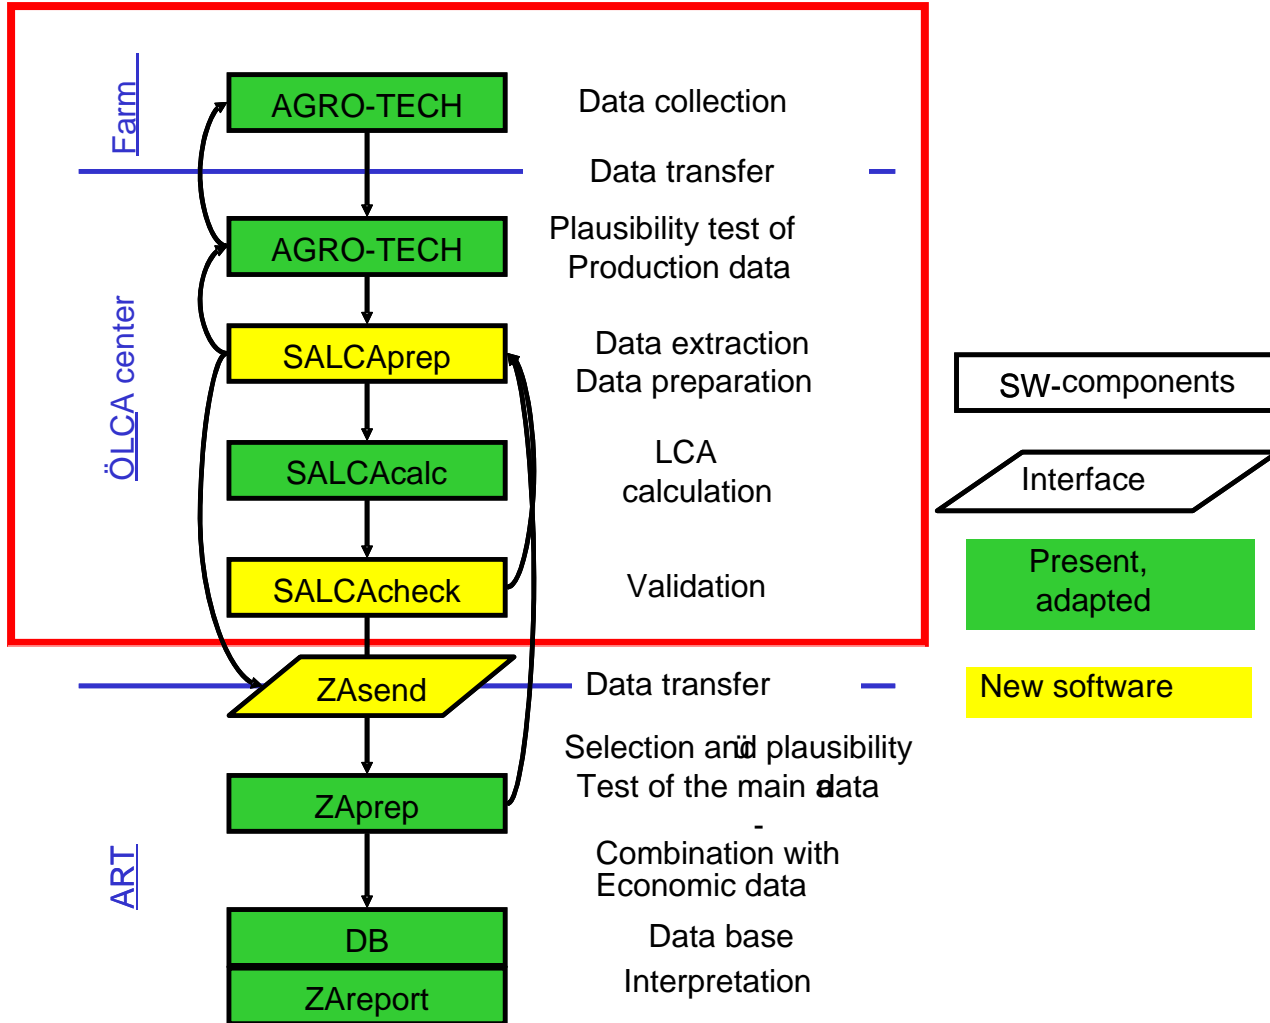 Farm
AGRO-TECH
Data collection
Data transfer
AGRO-TECH
Plausibility test of
Production data
ÖLCA center
SALCAprep
Data extraction
Data preparation
SALCAcalc
LCA
calculation
SALCAcheck
Validation
ZAsend
Data transfer
Selection and plausibility
Test of the main data
-
ZAprep
Combination with
Economic data
ART
DB
Data base
ZAreport
Interpretation
SW-components
Interface
Present,
adapted
New software